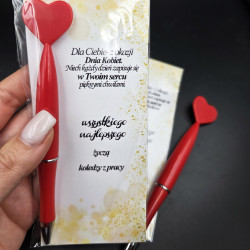 Dla Ciebie z okazji
Dnia Kobiet.
Niech każdy dzień zapisuje się
w Twoim sercu
pięknymi chwilami.
wszystkiego
najlepszego
życzą
koledzy z pracy